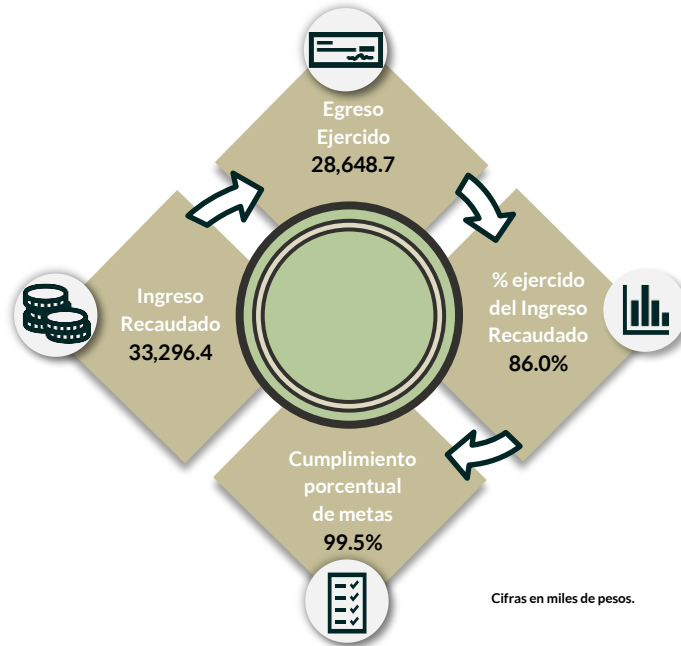 Egreso
Ejercido
28,648.7
Ingreso
Recaudado
33,296.4
% ejercido
del Ingreso
Recaudado
86.0%
Cumplimiento
porcentual
de metas
99.5%
Cifras en miles de pesos.